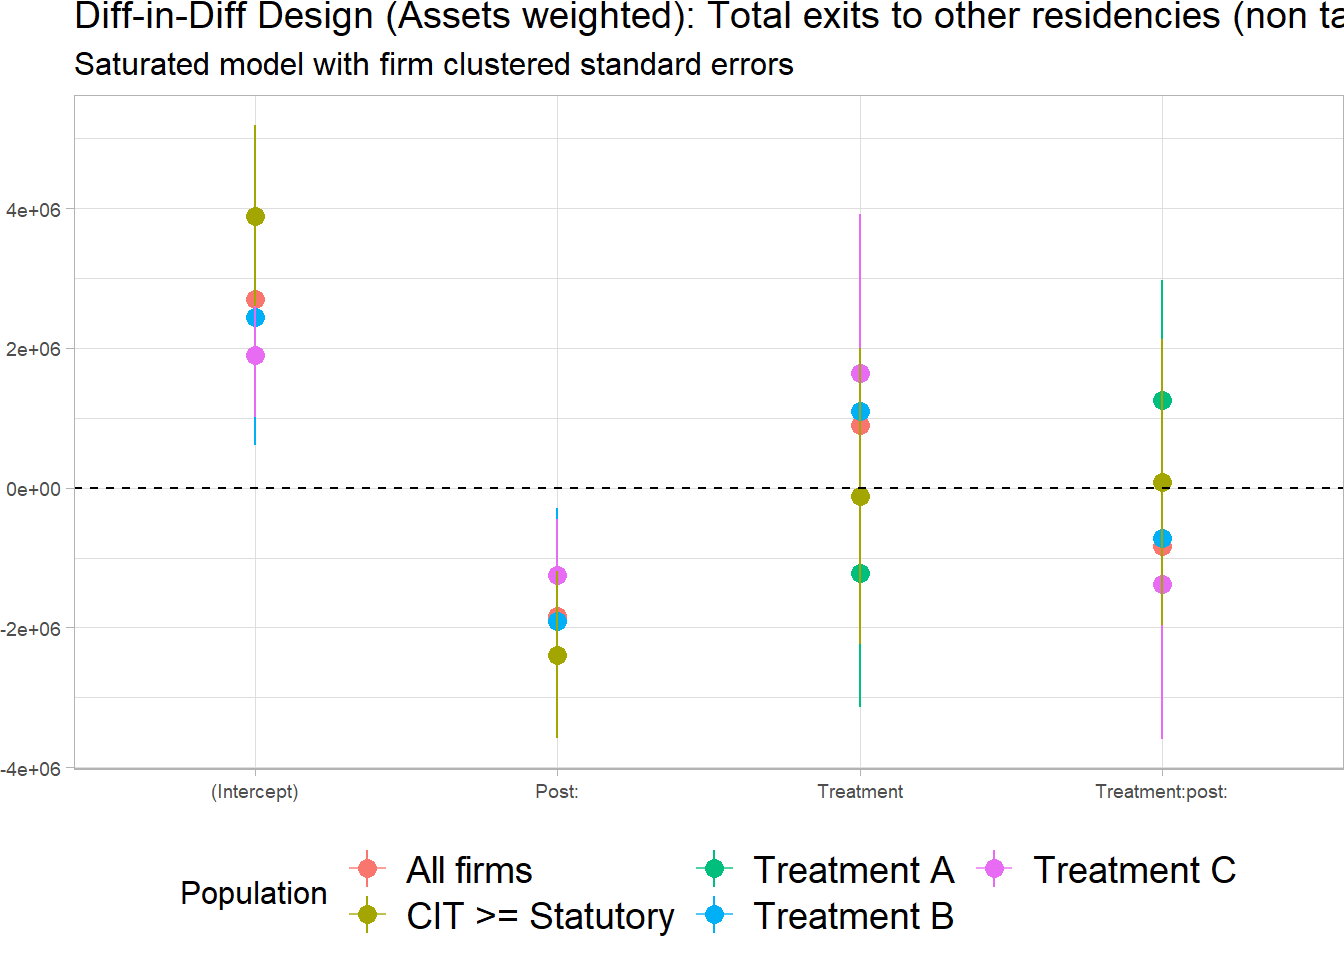 Diff-in-Diff Design (Assets weighted): Total exits to other residencies (non ta
Saturated model with firm clustered standard errors
4e+06
2e+06
0e+00
-2e+06
-4e+06
(Intercept)
Post:
Treatment
Treatment:post:
Population
All firms
Treatment A
Treatment C
CIT >= Statutory
Treatment B